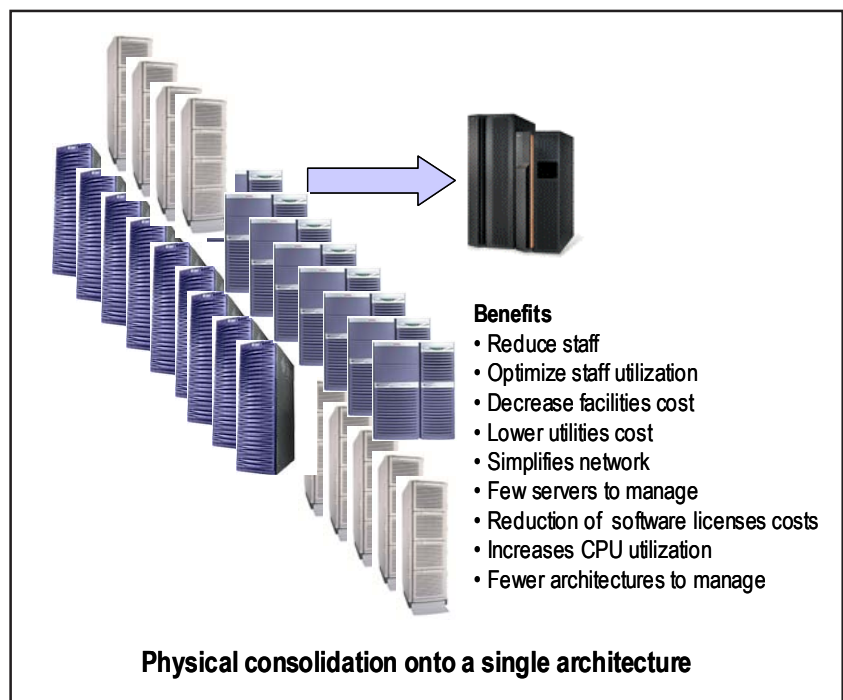 Benefits
• Reduce staff
• Optimize staff utilization
• Decrease facilities cost
• Lower utilities cost
• Simplifies network
• Few servers to manage
• Reduction of software licenses costs
• Increases CPU utilization
• Fewer architectures to manage
Physical consolidation onto a single architecture